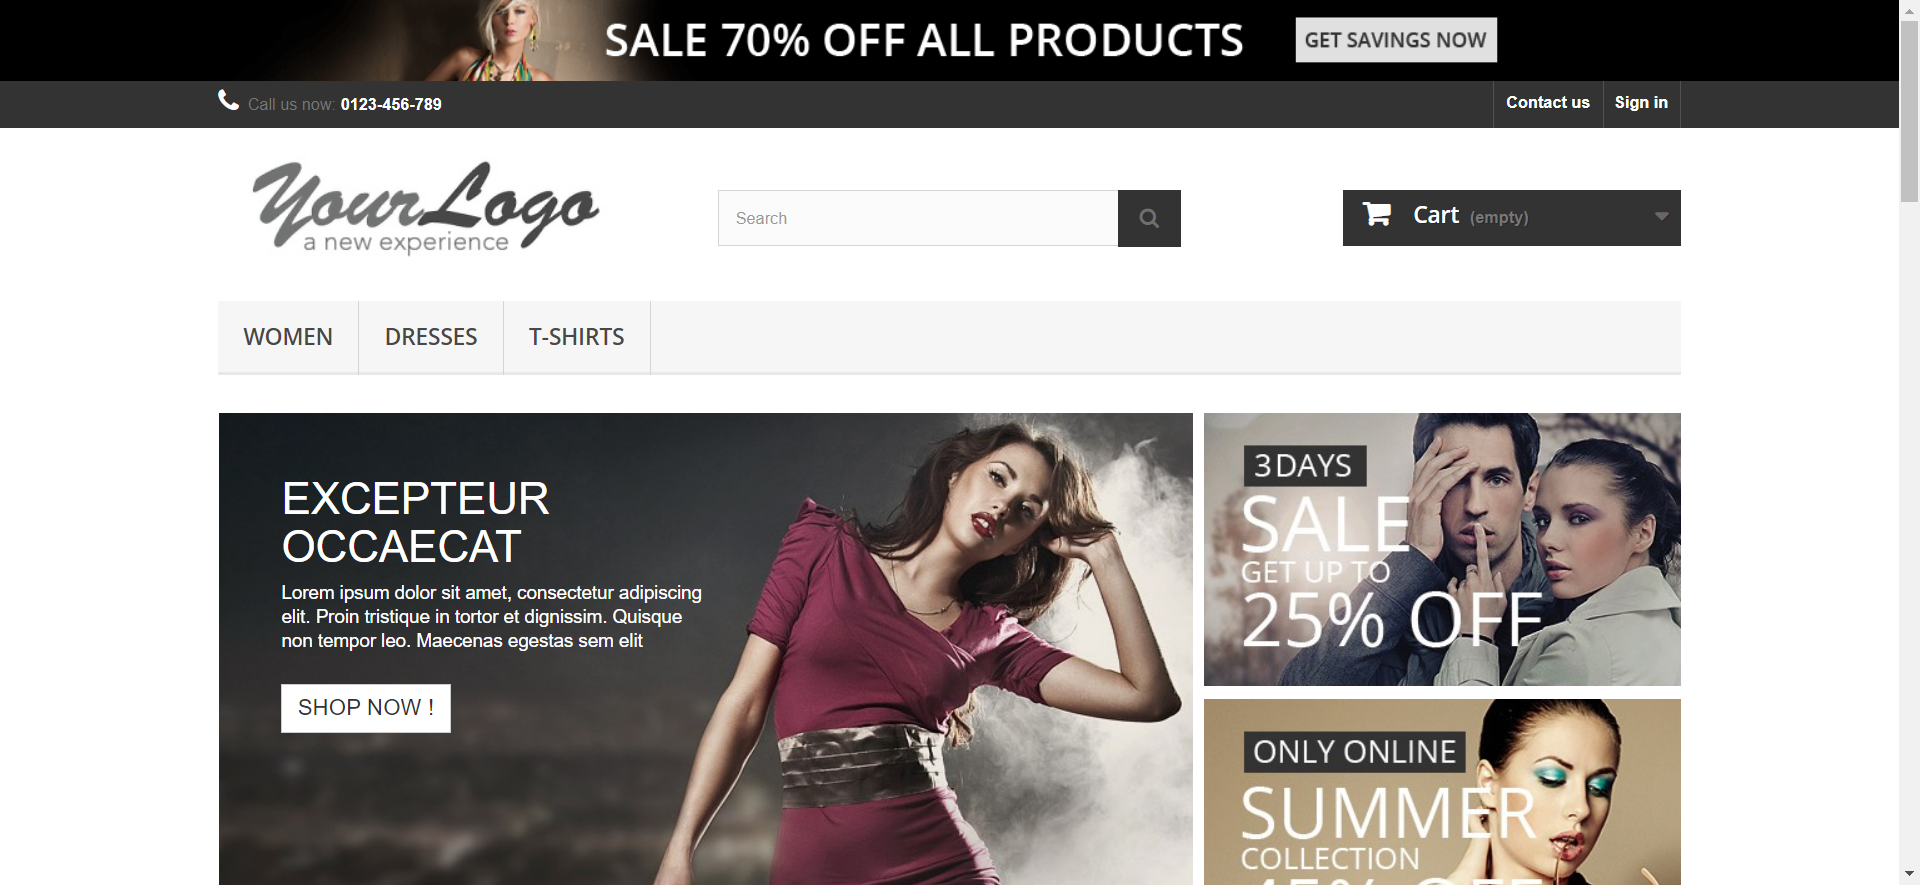 SALE 70% OFF ALL PRODUCTS
GET SAVINGS NOW
Call us now: 0123-456-789
Contact us
Sign in
YourLogo
a new experience
Search
Cart (empty)
WOMEN
DRESSES
T-SHIRTS
EXCEPTEUR
OCCAECAT
Lorem ipsum dolor sit amet, consectetur adipiscing
elit. Proin tristique in tortor et dignissim. Quisque
non tempor leo. Maecenas egestas sem elit
SHOP NOW !
3 DAYS
SALE
GET UP TO
25% OFF
ONLY ONLINE
SUMMER
COLLECTION